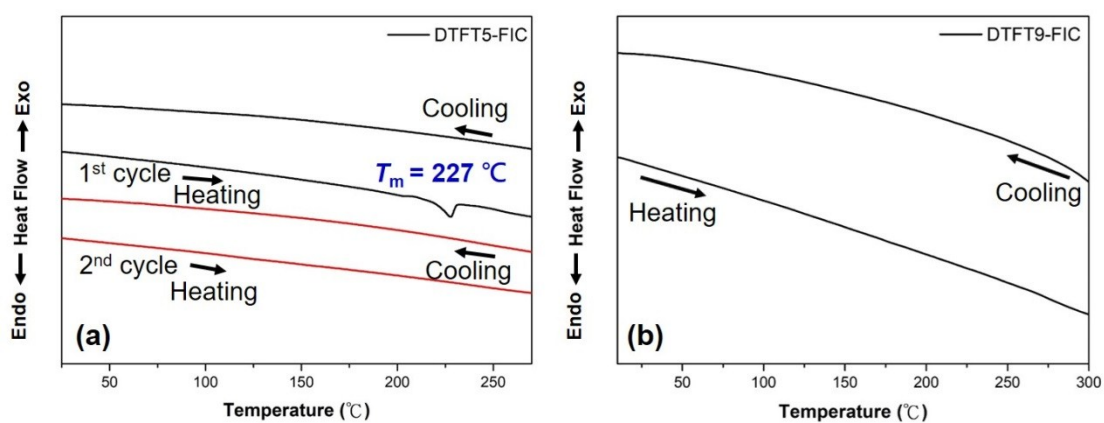 DTFT5-FIC
Endo ← Heat Flow → Exo
Cooling
1st cycle
Heating
Tm = 227 ℃
2nd cycle
Heating
Cooling
(a)
50 100 150 200 250
Temperature (℃)
DTFT9-FIC
Endo ← Heat Flow → Exo
Heating
Cooling
(b)
50 100 150 200 250 300
Temperature (℃)